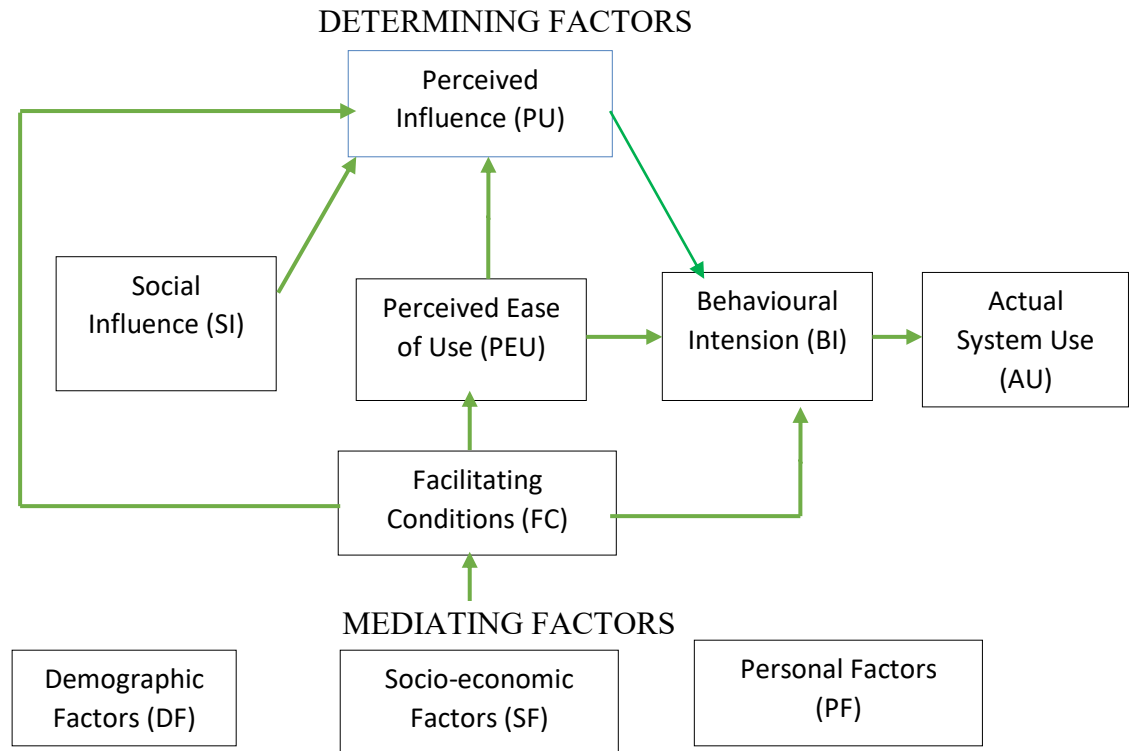 DETERMINING FACTORS
Perceived
Influence (PU)
Social
Influence (SI)
Perceived Ease
of Use (PEU)
Behavioural
Intension (BI)
Actual
System Use
(AU)
Facilitating
Conditions (FC)
MEDIATING FACTORS
Demographic
Factors (DF)
Socio-economic
Factors (SF)
Personal Factors
(PF)